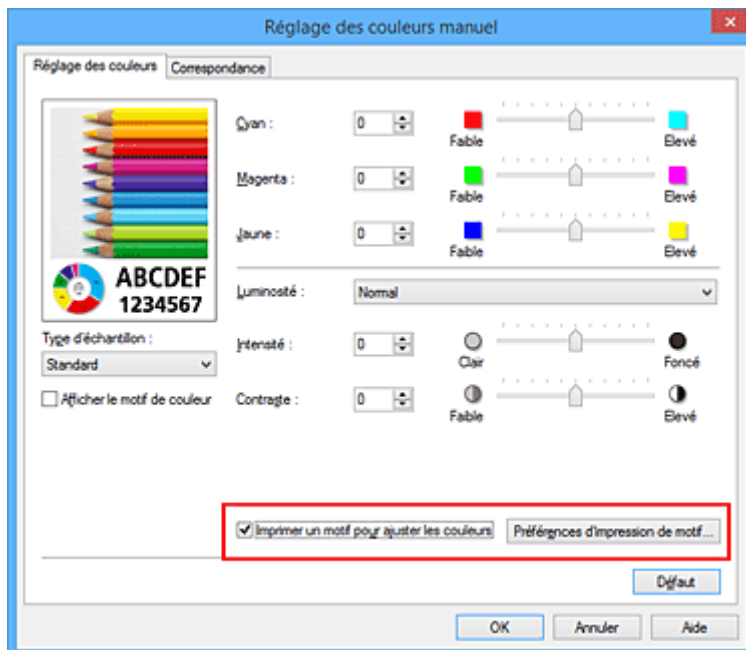 Réglage des couleurs manuel
Réglage des couleurs
Correspondance
ABCDEF
1234567
Type d'échantillon :
Standard
Afficher le motif de couleur
Cyan :
0
Faible
Elevé
Magenta :
0
Faible
Elevé
Jaune :
0
Faible
Elevé
Luminosité :
Normal
Intensité :
0
Clair
Foncé
Contraste :
0
Faible
Elevé
Imprimer un motif pour ajuster les couleurs
Préférences d'impression de motif...
Défaut
OK
Annuler
Aide